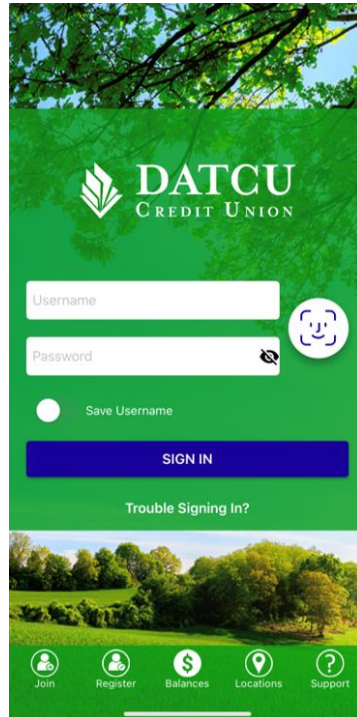 DATCU
CREDIT UNION
Username
Password
Save Username
SIGN IN
Trouble Signing In?
$
?
Join
Register
Balances
Locations
Support